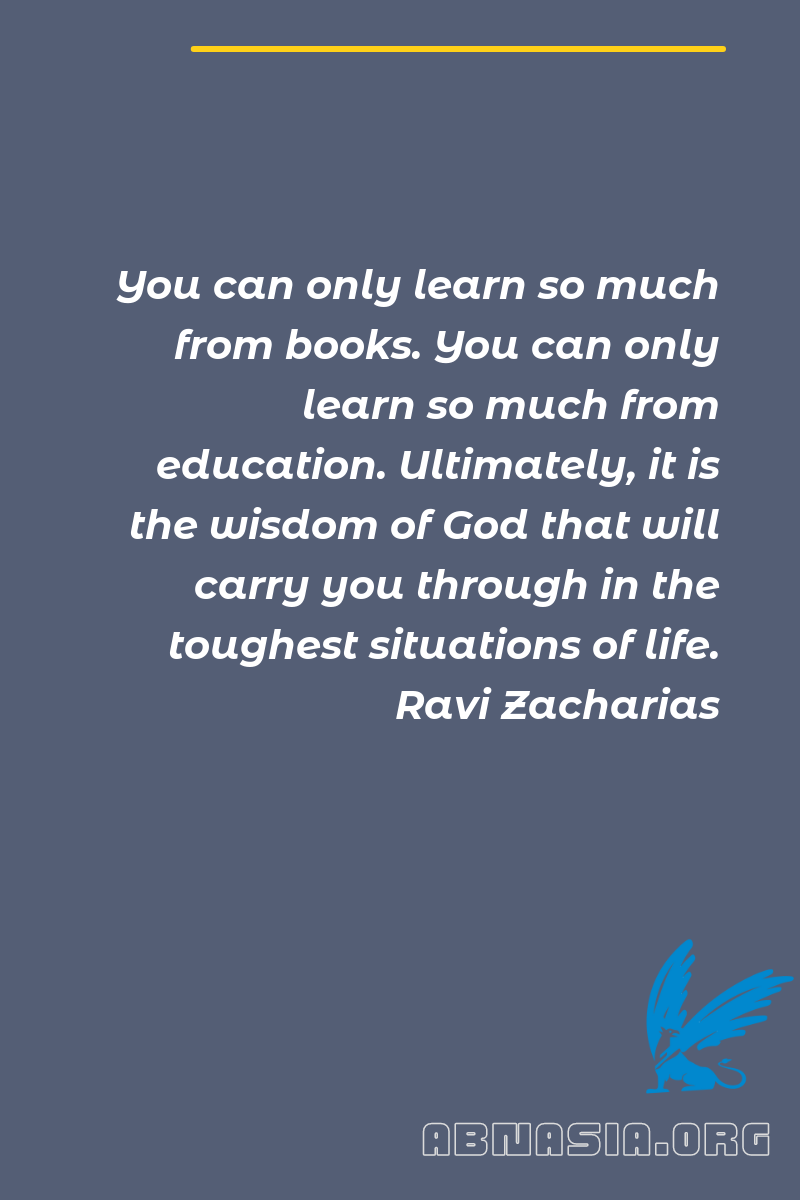 You can only learn so much
from books. You can only
learn so much from
education. Ultimately, it is
the wisdom of God that will
carry you through in the
toughest situations of life.
Ravi Zacharias
ABNASIA.ORG